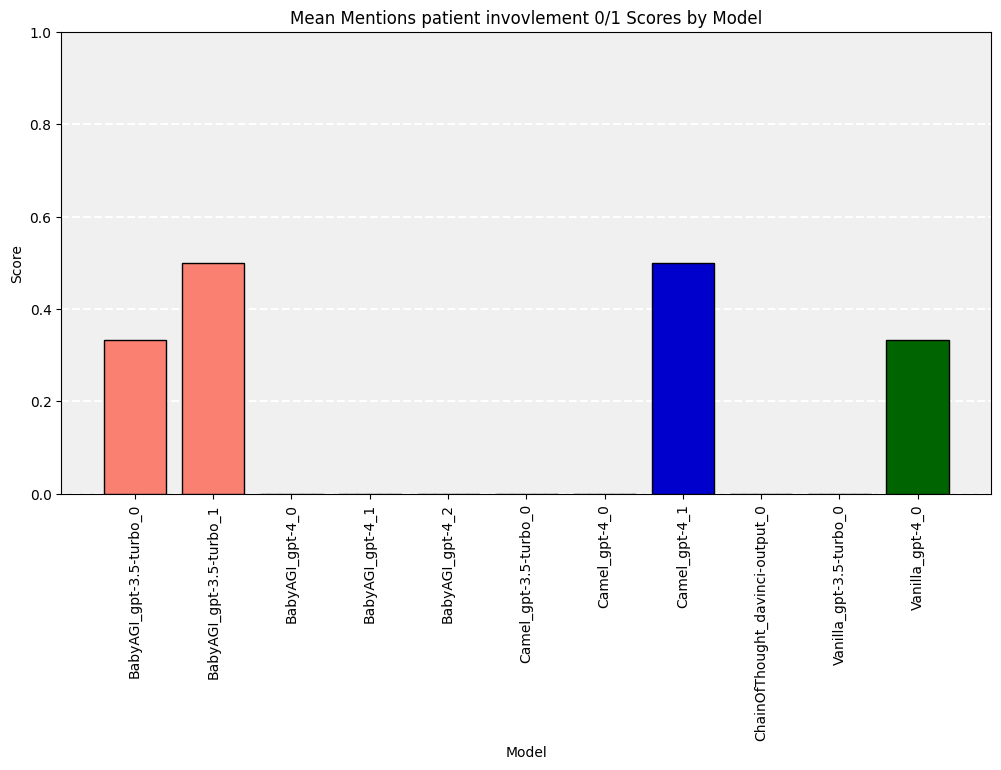 Mean Mentions patient invovlement 0/1 Scores by Model
Score
1.0
0.8
0.6
0.4
0.2
0.0
BabyAGI_gpt-3.5-turbo_0
BabyAGI_gpt-3.5-turbo_1
BabyAGI_gpt-4_0
BabyAGI_gpt-4_1
BabyAGI_gpt-4_2
Camel_gpt-3.5-turbo_0
Camel_gpt-4_0
Camel_gpt-4_1
ChainOfThought_davinci-output_0
Vanilla_gpt-3.5-turbo_0
Vanilla_gpt-4_0
Model